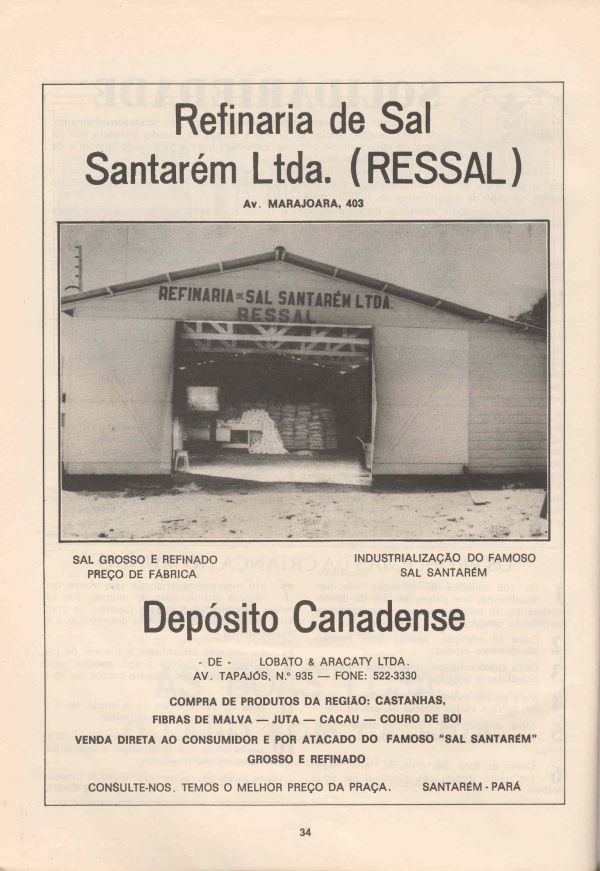 Refinaria de Sal
Santarém Ltda. (RESSAL)
Av. MARAJOARA, 403
REFINARIA DE SAL SANTARÉM LTDA.
RESSAL
SAL GROSSO E REFINADO
PREÇO DE FÁBRICA
INDUSTRIALIZAÇÃO DO FAMOSO
SAL SANTARÉM
Depósito Canadense
- DE - LOBATO & ARACATY LTDA.
AV. TAPAJÓS, N.º 935 — FONE: 522-3330
COMPRA DE PRODUTOS DA REGIÃO: CASTANHAS,
FIBRAS DE MALVA — JUTA — CACAU — COURO DE BOI
VENDA DIRETA AO CONSUMIDOR E POR ATACADO DO FAMOSO "SAL SANTARÉM"
GROSSO E REFINADO
CONSULTE-NOS. TEMOS O MELHOR PREÇO DA PRAÇA. SANTARÉM - PARÁ
34